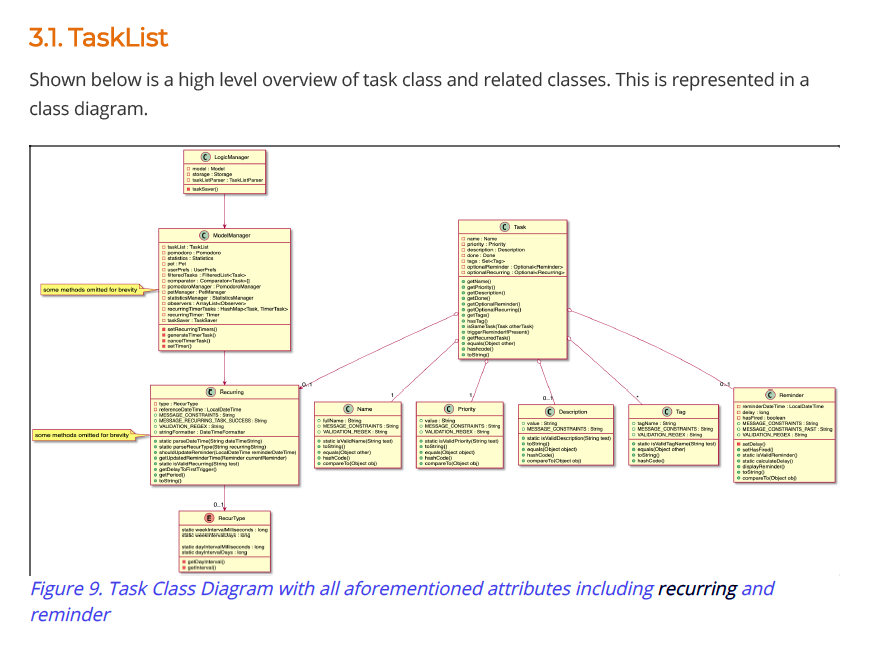 3.1. TaskList
Shown below is a high level overview of task class and related classes. This is represented in a
class diagram.
LogicManager
model : Model
storage : Storage
taskListParser : TaskListParser
taskSaver()
ModelManager
taskList : TaskList
pomodoro : Pomodoro
statistics : Statistics
pet : Pet
userPrefs : UserPrefs
filteredTasks : FilteredList<Task>
comparator : Comparator<Task>[]
pomodoroManager : PomodoroManager
petManager : PetManager
statisticsManager : StatisticsManager
observers : ArrayList<Observer>
recurringTimerTasks : HashMap<Task, TimerTask>
recurringTimer: Timer
taskSaver : TaskSaver
setRecurringTimers()
generateTimerTask()
cancelTimerTask()
setTimer()
some methods omitted for brevity
Task
name : Name
priority : Priority
description : Description
done : Done
tags : Set<Tag>
optionalReminder : Optional<Reminder>
optionalRecurring : Optional<Recurring>
getName()
getPriority()
getDescription()
getDone()
getOptionalReminder()
getOptionalRecurring()
getTags()
hasTag()
isSameTask(Task otherTask)
triggerReminderIfPresent()
getRecurredTask()
equals(Object other)
hashcode()
toString()
0..1
1
1
0..1
*
0..1
Recurring
type : RecurType
referenceDateTime : LocalDateTime
MESSAGE_CONSTRAINTS : String
MESSAGE_RECURRING_TASK_SUCCESS : String
VALIDATION_REGEX : String
stringFormatter : DateTimeFormatter
static parseDateTime(String dateTimeString)
static parseRecurType(String recurringString)
shouldUpdateReminder(LocalDateTime reminderDateTime)
getUpdatedReminderTime(Reminder currentReminder)
static isValidRecurring(String test)
getDelayToFirstTrigger()
getPeriod()
toString()
some methods omitted for brevity
Name
fullName : String
MESSAGE_CONSTRAINTS : String
VALIDATION_REGEX : String
static isValidName(String test)
toString()
equals(Object other)
hashCode()
compareTo(Object obj)
Priority
value : String
MESSAGE_CONSTRAINTS : String
VALIDATION_REGEX : String
static isValidPriority(String test)
toString()
equals(Object object)
hashCode()
compareTo(Object obj)
Description
value : String
MESSAGE_CONSTRAINTS : String
static isValidDescription(String test)
toString()
equals(Object object)
hashCode()
compareTo(Object obj)
Tag
tagName : String
MESSAGE_CONSTRAINTS : String
VALIDATION_REGEX : String
static isValidTagName(String test)
equals(Object other)
toString()
hashCode()
Reminder
reminderDateTime : LocalDateTime
delay : long
hasFired : boolean
MESSAGE_CONSTRAINTS : String
MESSAGE_CONSTRAINTS_PAST : String
VALIDATION_REGEX : String
setDelay()
setHasFired()
static isValidReminder()
static calculateDelay()
displayReminder()
toString()
compareTo(Object obj)
0..1
RecurType
static weekIntervalMilliseconds : long
static weekIntervalDays : long
static dayIntervalMilliseconds : long
static dayIntervalDays : long
getDayInterval()
getInterval()
Figure 9. Task Class Diagram with all aforementioned attributes including recurring and
reminder